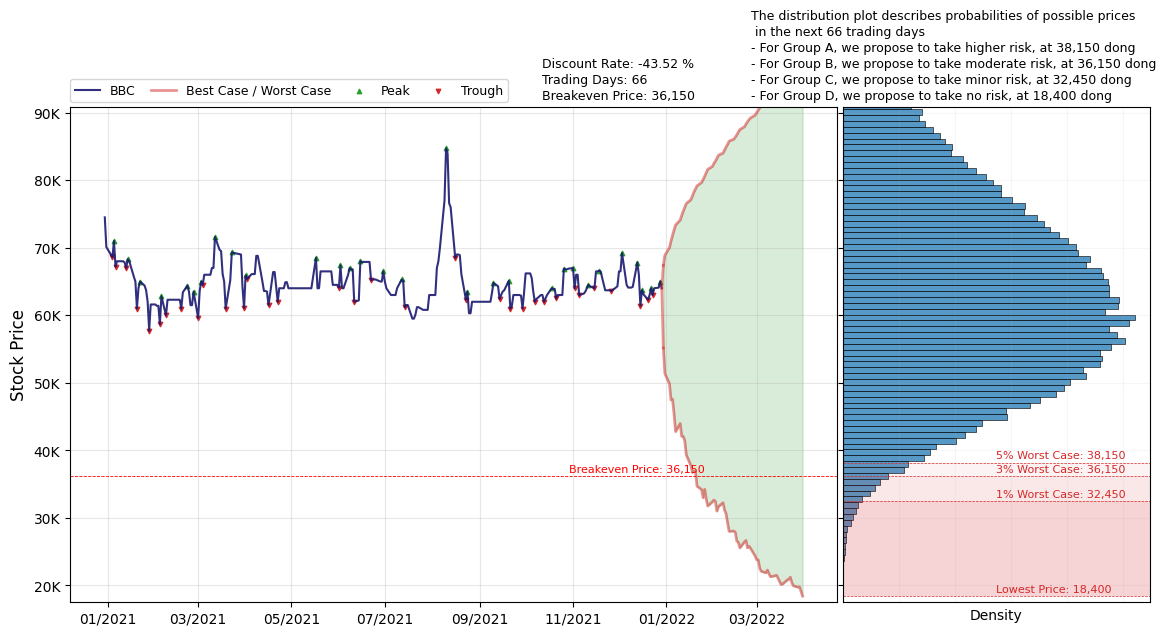 The distribution plot describes probabilities of possible prices
in the next 66 trading days
- For Group A, we propose to take higher risk, at 38,150 dong
- For Group B, we propose to take moderate risk, at 36,150 dong
- For Group C, we propose to take minor risk, at 32,450 dong
- For Group D, we propose to take no risk, at 18,400 dong
Discount Rate: -43.52 %
Trading Days: 66
Breakeven Price: 36,150
BBC
Best Case / Worst Case
Peak
Trough
90K
80K
70K
60K
50K
40K
30K
20K
Stock Price
Breakeven Price: 36,150
5% Worst Case: 38,150
3% Worst Case: 36,150
1% Worst Case: 32,450
Lowest Price: 18,400
01/2021
03/2021
05/2021
07/2021
09/2021
11/2021
01/2022
03/2022
Density